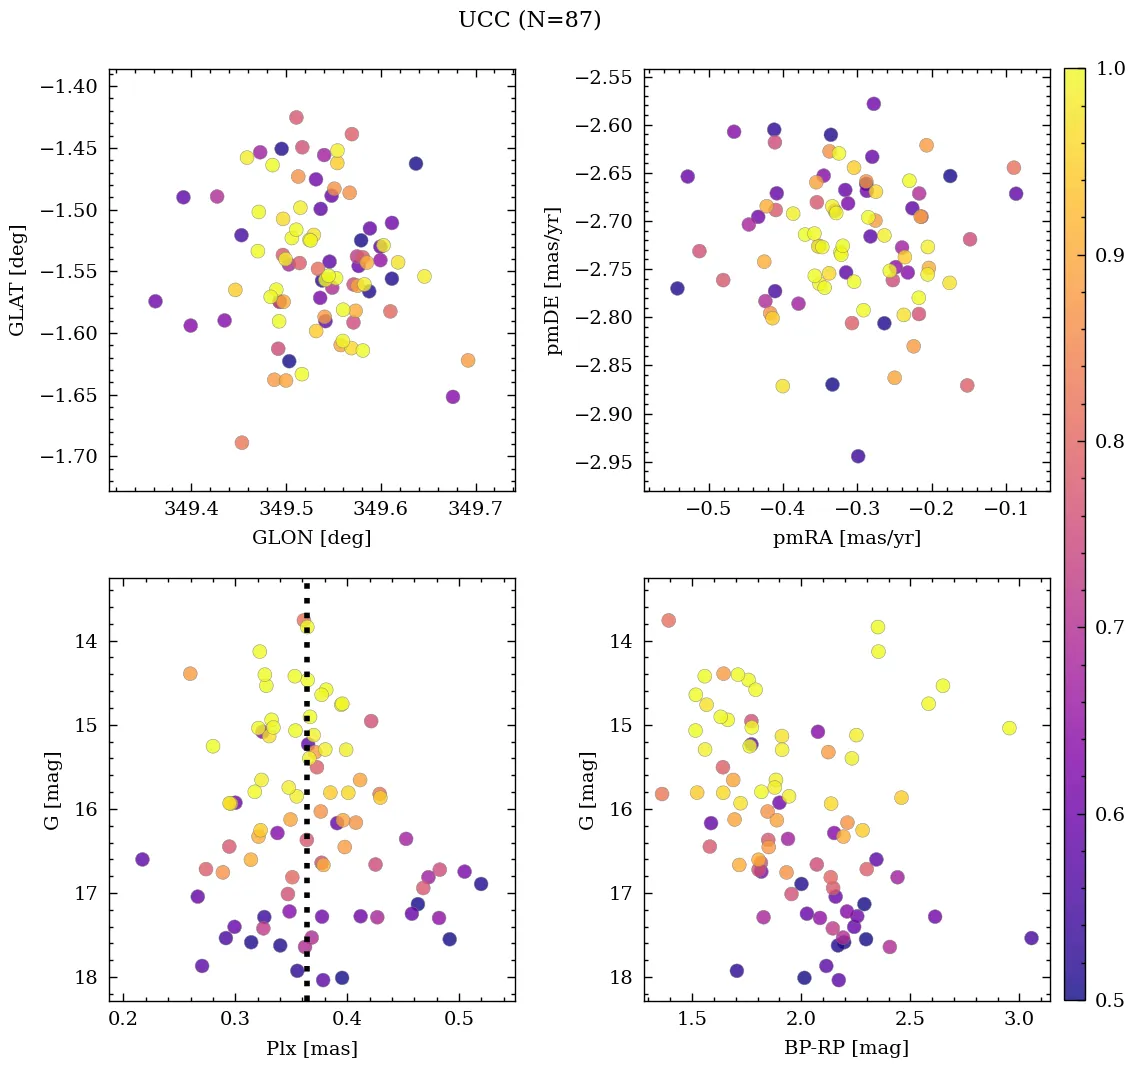 UCC (N=87)
−1.40
−1.45
−1.50
−1.55
−1.60
−1.65
−1.70
GLAT [deg]
349.4 349.5 349.6 349.7
GLON [deg]
−2.55
−2.60
−2.65
−2.70
−2.75
−2.80
−2.85
−2.90
−2.95
pmDE [mas/yr]
−0.5 −0.4 −0.3 −0.2 −0.1
pmRA [mas/yr]
14
15
16
17
18
G [mag]
0.2 0.3 0.4 0.5
Plx [mas]
14
15
16
17
18
G [mag]
1.5 2.0 2.5 3.0
BP-RP [mag]
1.0
0.9
0.8
0.7
0.6
0.5